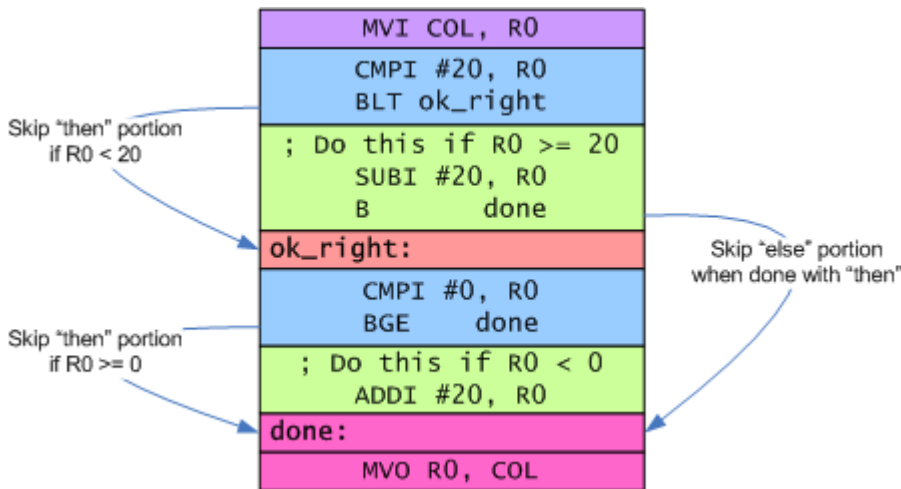 MVI COL, R0
CMPI #20, R0
BLT ok_right
Skip “then” portion
if R0 < 20
; Do this if R0 >= 20
SUBI #20, R0
B done
ok_right:
Skip “else” portion
when done with “then”
CMPI #0, R0
BGE done
Skip “then” portion
if R0 >= 0
; Do this if R0 < 0
ADDI #20, R0
done:
MVO R0, COL